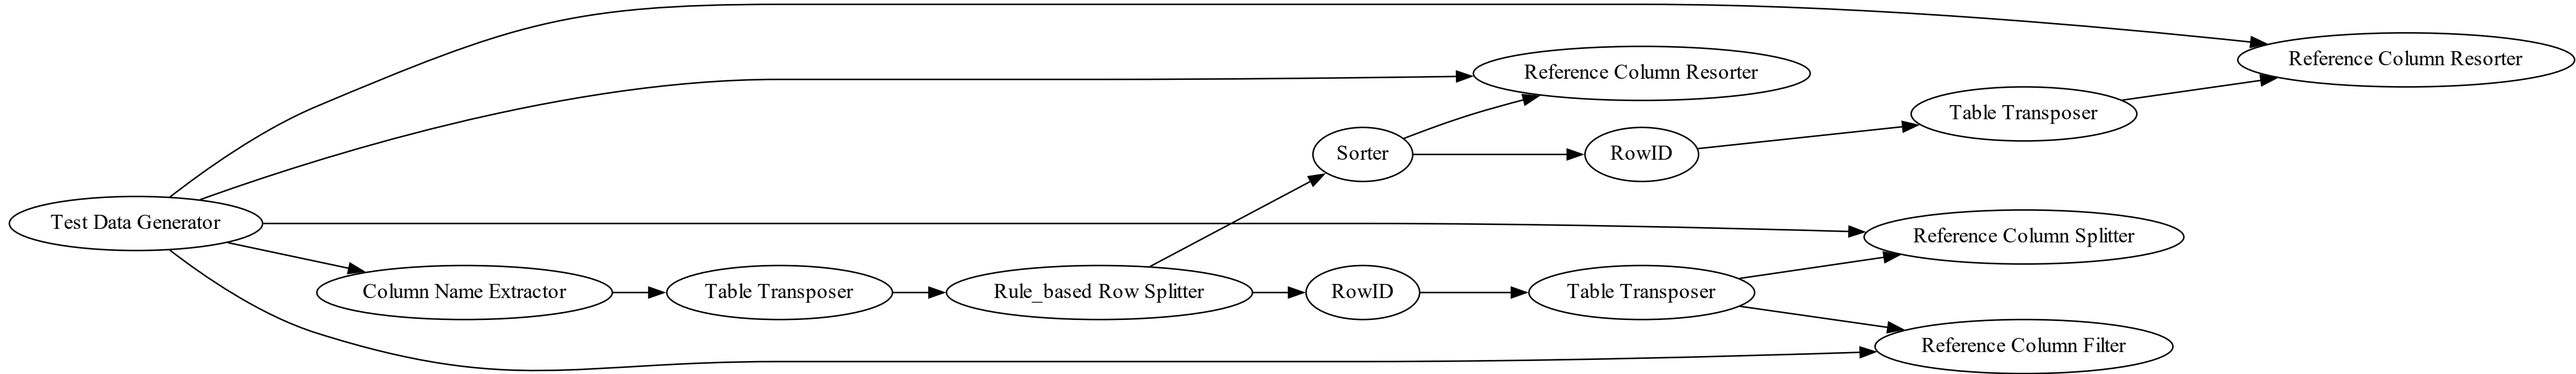 Reference Column Resorter
Reference Column Resorter
Table Transposer
Sorter
RowID
Test Data Generator
Reference Column Splitter
Column Name Extractor
Table Transposer
Rule_based Row Splitter
RowID
Table Transposer
Reference Column Filter